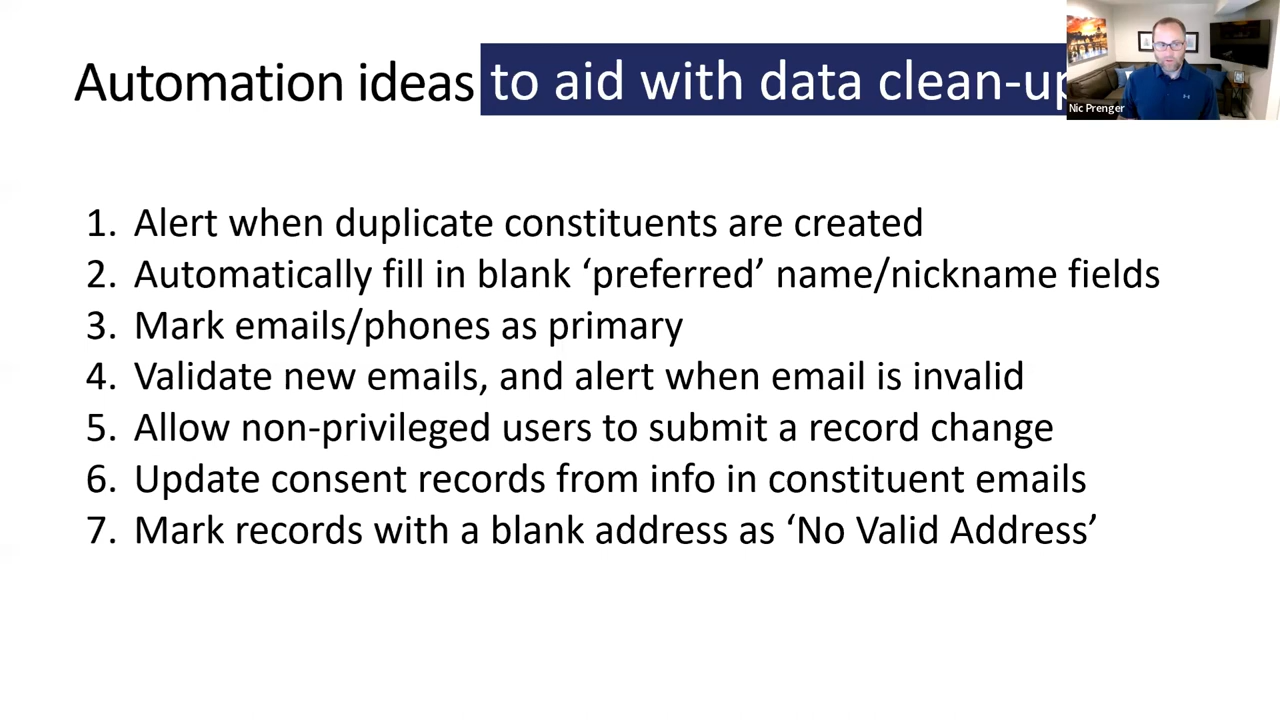 Automation ideas to aid with data clean-up
Nic Prenger
1. Alert when duplicate constituents are created
2. Automatically fill in blank ‘preferred’ name/nickname fields
3. Mark emails/phones as primary
4. Validate new emails, and alert when email is invalid
5. Allow non-privileged users to submit a record change
6. Update consent records from info in constituent emails
7. Mark records with a blank address as ‘No Valid Address’